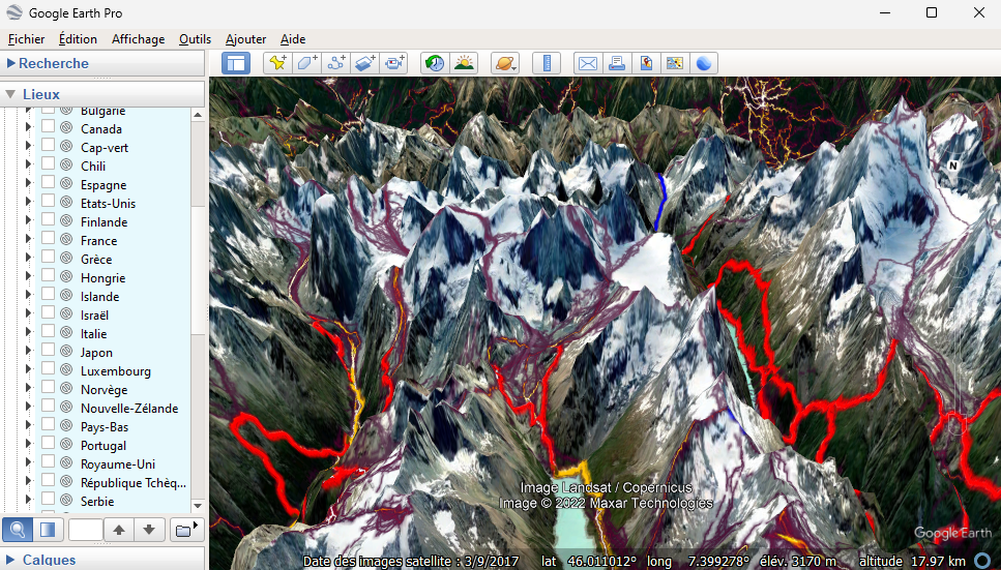 Google Earth Pro
Fichier Édition Affichage Outils Ajouter Aide
Recherche
Lieux
Bulgarie
Canada
Cap-vert
Chili
Espagne
Etats-Unis
Finlande
France
Grèce
Hongrie
Islande
Israël
Italie
Japon
Luxembourg
Norvège
Nouvelle-Zélande
Pays-Bas
Portugal
Royaume-Uni
République Tchèq...
Serbie
Calques
N
Image Landsat / Copernicus
Image © 2022 Maxar Technologies
Google Earth
Date des images satellite : 3/9/2017 lat 46.011012° long 7.399278° élév. 3170 m altitude 17.97 km